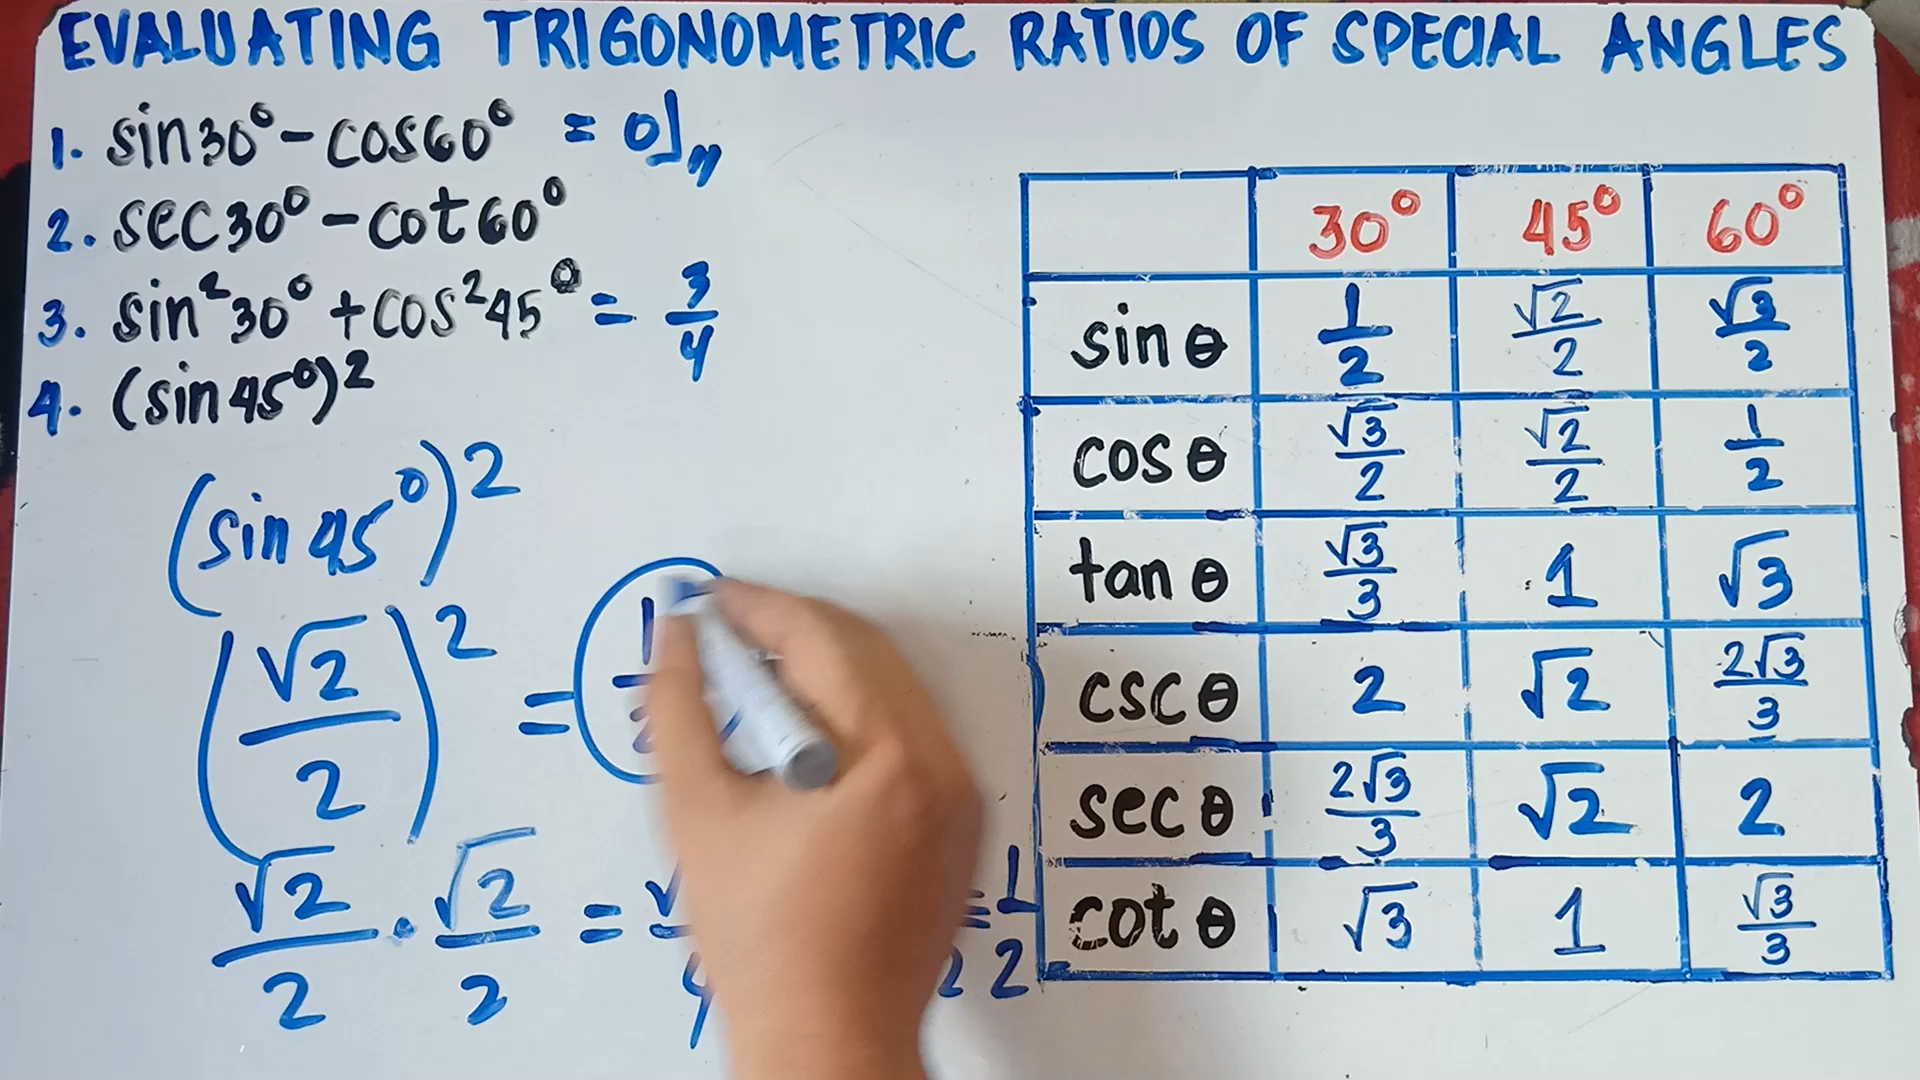 EVALUATING TRIGONOMETRIC RATIOS OF SPECIAL ANGLES
1. sin30° - cos60° = 0
2. sec30° - cot60°
3. sin²30° + cos²45° = 3/4
4. (sin45°)²
(sin45°)²
(√2/2)² =
√2/2 · √2/2 =
= 1/2
30° 45° 60°
sin θ 1/2 √2/2 √3/2
cos θ √3/2 √2/2 1/2
tan θ √3/3 1 √3
csc θ 2 √2 2√3/3
sec θ 2√3/3 √2 2
cot θ √3 1 √3/3